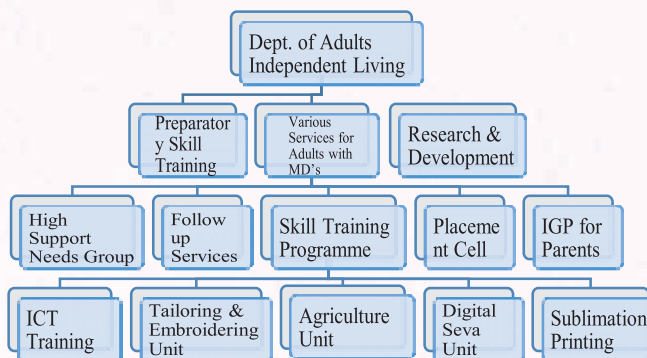 Dept. of Adults
Independent Living
Preparator
y Skill
Training
Various
Services for
Adults with
MD's
Research &
Development
High
Support
Needs Group
Follow
up
Services
Skill Training
Programme
Placeme
nt Cell
IGP for
Parents
ICT
Training
Tailoring &
Embroidering
Unit
Agriculture
Unit
Digital
Seva
Unit
Sublimation
Printing